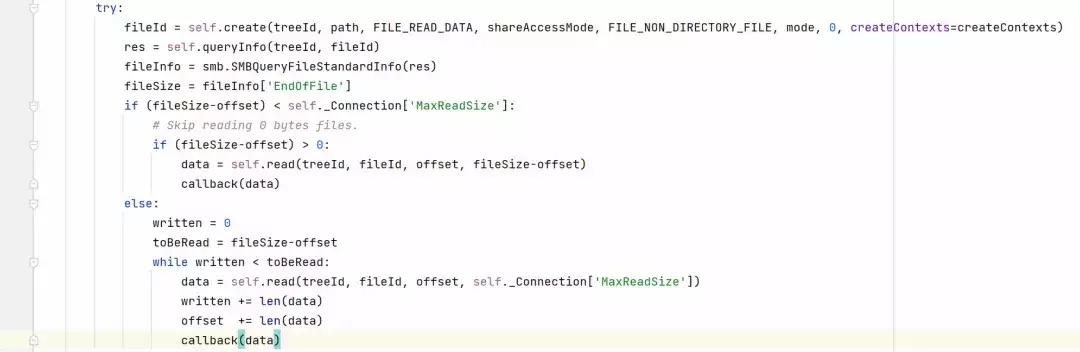 try:
fileId = self.create(treeId, path, FILE_READ_DATA, shareAccessMode, FILE_NON_DIRECTORY_FILE, mode, 0, createContexts=createContexts)
res = self.queryInfo(treeId, fileId)
fileInfo = smb.SMBQueryFileStandardInfo(res)
fileSize = fileInfo['EndOfFile']
if (fileSize-offset) < self._Connection['MaxReadSize']:
# Skip reading 0 bytes files.
if (fileSize-offset) > 0:
data = self.read(treeId, fileId, offset, fileSize-offset)
callback(data)
else:
written = 0
toBeRead = fileSize-offset
while written < toBeRead:
data = self.read(treeId, fileId, offset, self._Connection['MaxReadSize'])
written += len(data)
offset  += len(data)
callback(data)